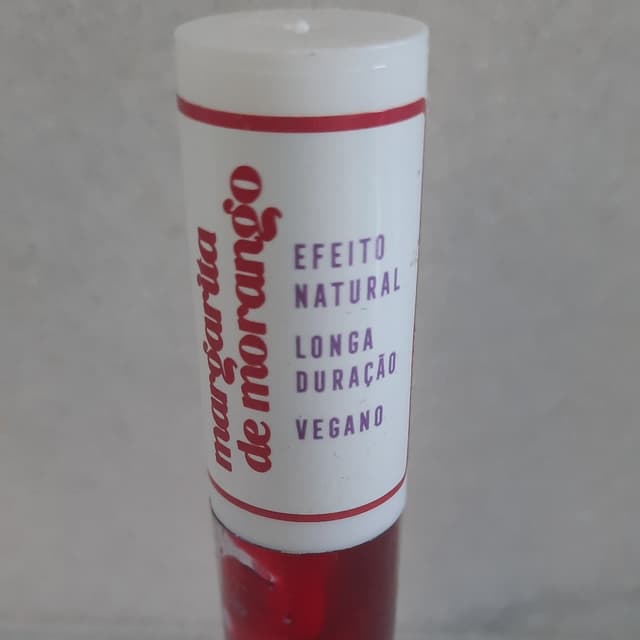 margarita
de morango
EFEITO
NATURAL
LONGA
DURAÇÃO
VEGANO